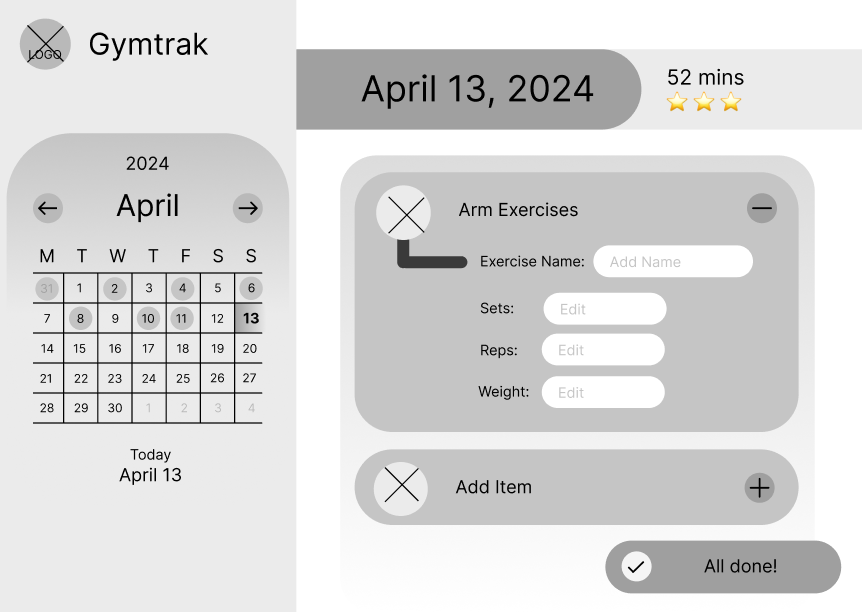 LOGO
Gymtrak
2024
April
M T W T F S S
31 1 2 3 4 5 6
7 8 9 10 11 12 13
14 15 16 17 18 19 20
21 22 23 24 25 26 27
28 29 30 1 2 3 4
Today
April 13
April 13, 2024
52 mins
Arm Exercises
Exercise Name: Add Name
Sets: Edit
Reps: Edit
Weight: Edit
Add Item
All done!